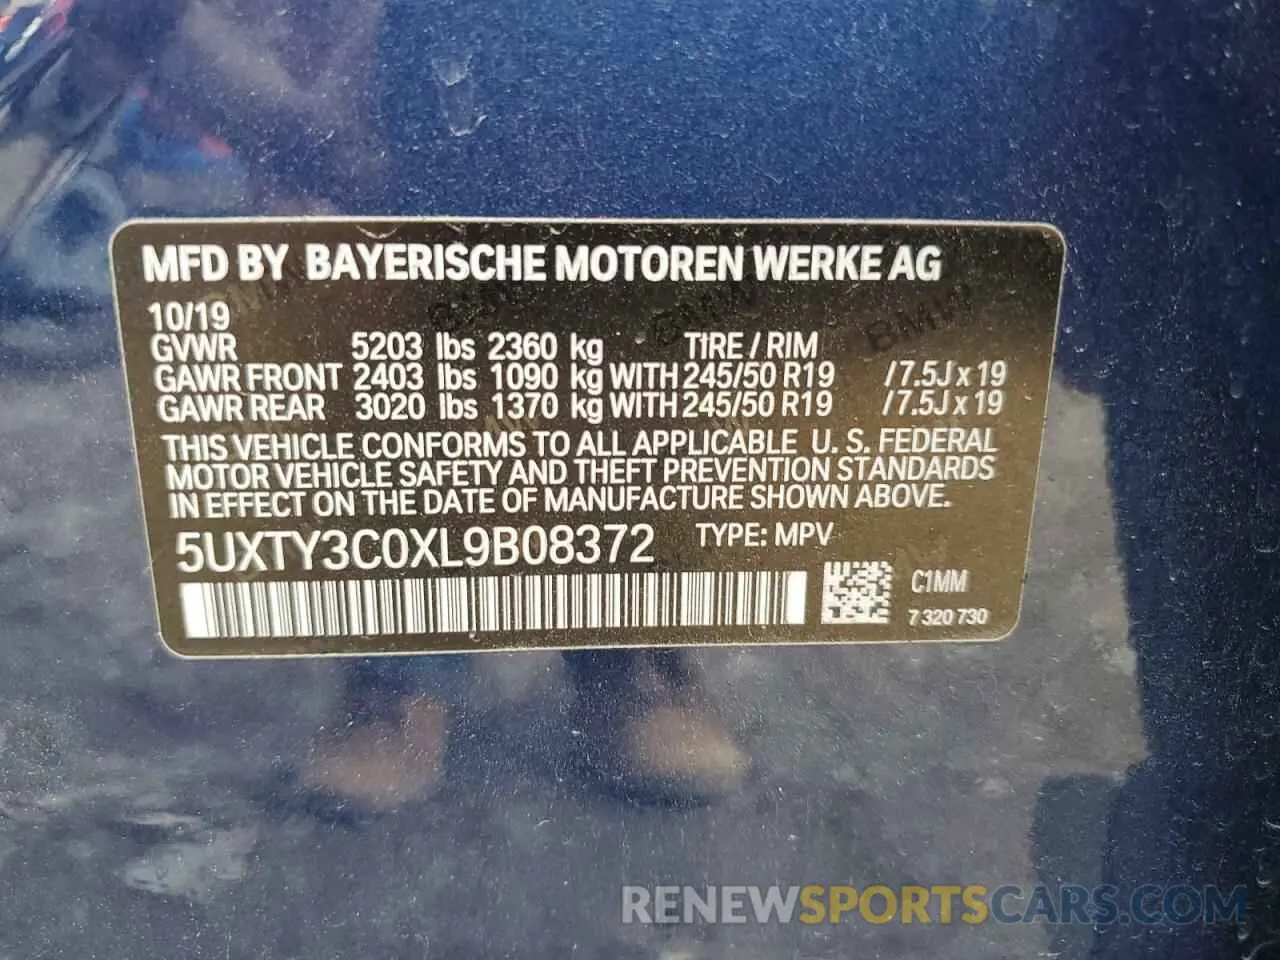 MFD BY BAYERISCHE MOTOREN WERKE AG
10/19
GVWR 5203 lbs 2360 kg TIRE / RIM
GAWR FRONT 2403 lbs 1090 kg WITH 245/50 R19 / 7.5J x 19
GAWR REAR 3020 lbs 1370 kg WITH 245/50 R19 / 7.5J x 19
THIS VEHICLE CONFORMS TO ALL APPLICABLE U. S. FEDERAL
MOTOR VEHICLE SAFETY AND THEFT PREVENTION STANDARDS
IN EFFECT ON THE DATE OF MANUFACTURE SHOWN ABOVE.
5UXTY3C0XL9B08372 TYPE: MPV
C1MM
7 320 730
RENEWSPORTSCARS.COM